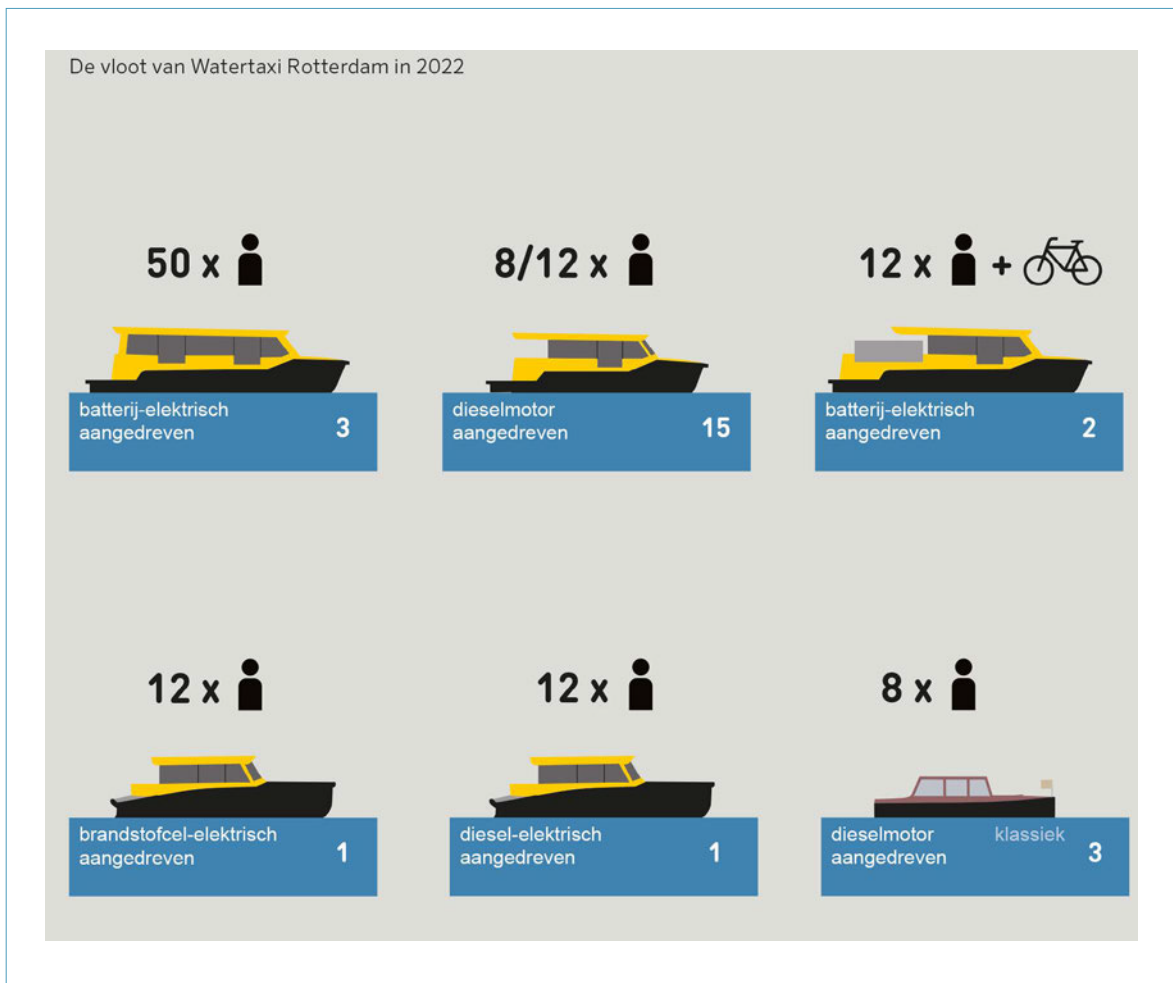 De vloot van Watertaxi Rotterdam in 2022
50 x
8/12 x
12 x +
batterij-elektrisch
aangedreven 3
dieselmotor
aangedreven 15
batterij-elektrisch
aangedreven 2
12 x
12 x
8 x
brandstofcel-elektrisch
aangedreven 1
diesel-elektrisch
aangedreven 1
dieselmotor klassiek
aangedreven 3